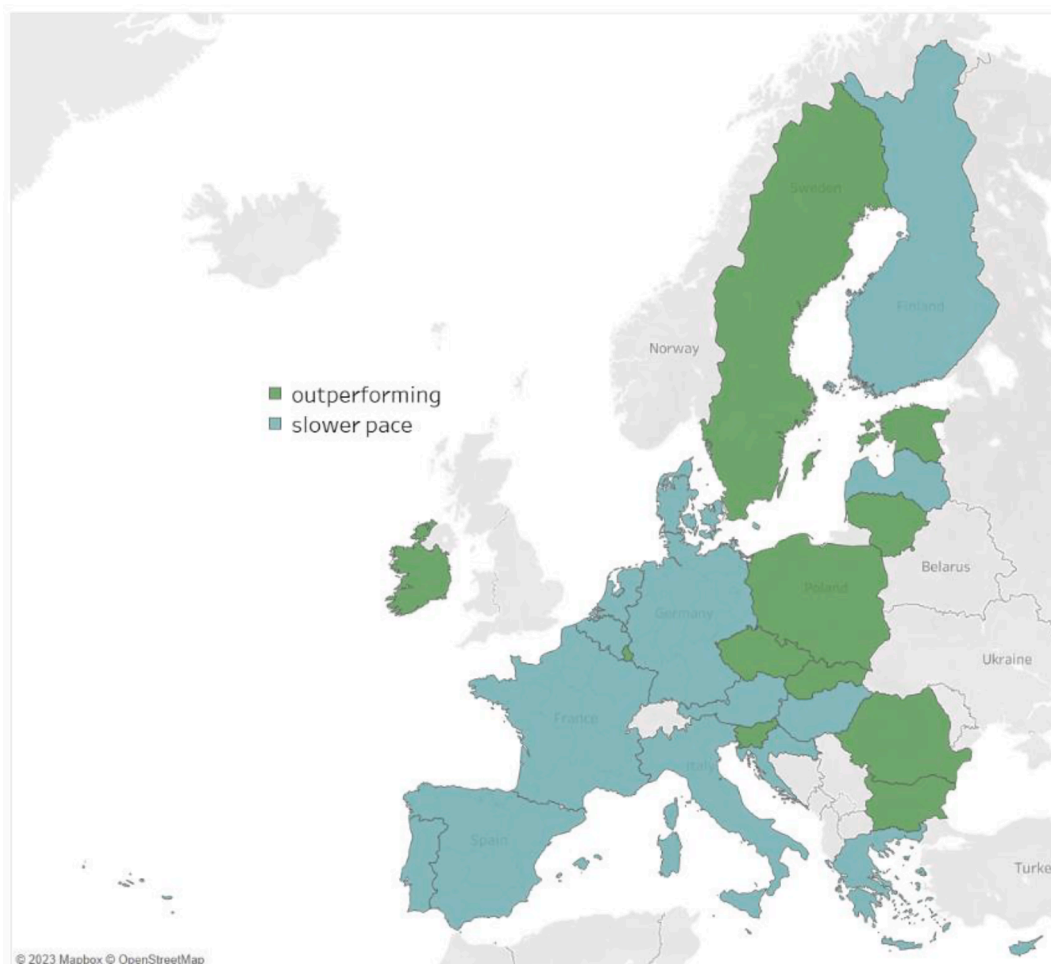 Sweden
Finland
Norway
outperforming
slower pace
Belarus
Poland
Germany
Ukraine
France
Italy
Spain
Turke
© 2023 Mapbox © OpenStreetMap